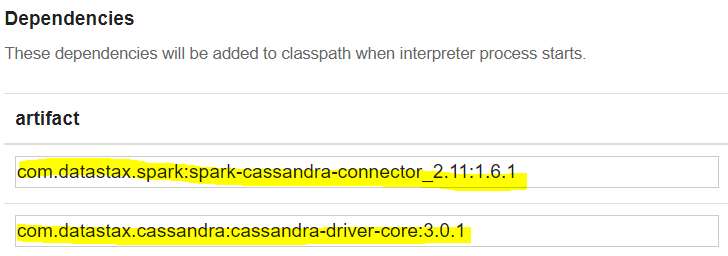 Dependencies
These dependencies will be added to classpath when interpreter process starts.
artifact
com.datastax.spark:spark-cassandra-connector_2.11:1.6.1
com.datastax.cassandra:cassandra-driver-core:3.0.1